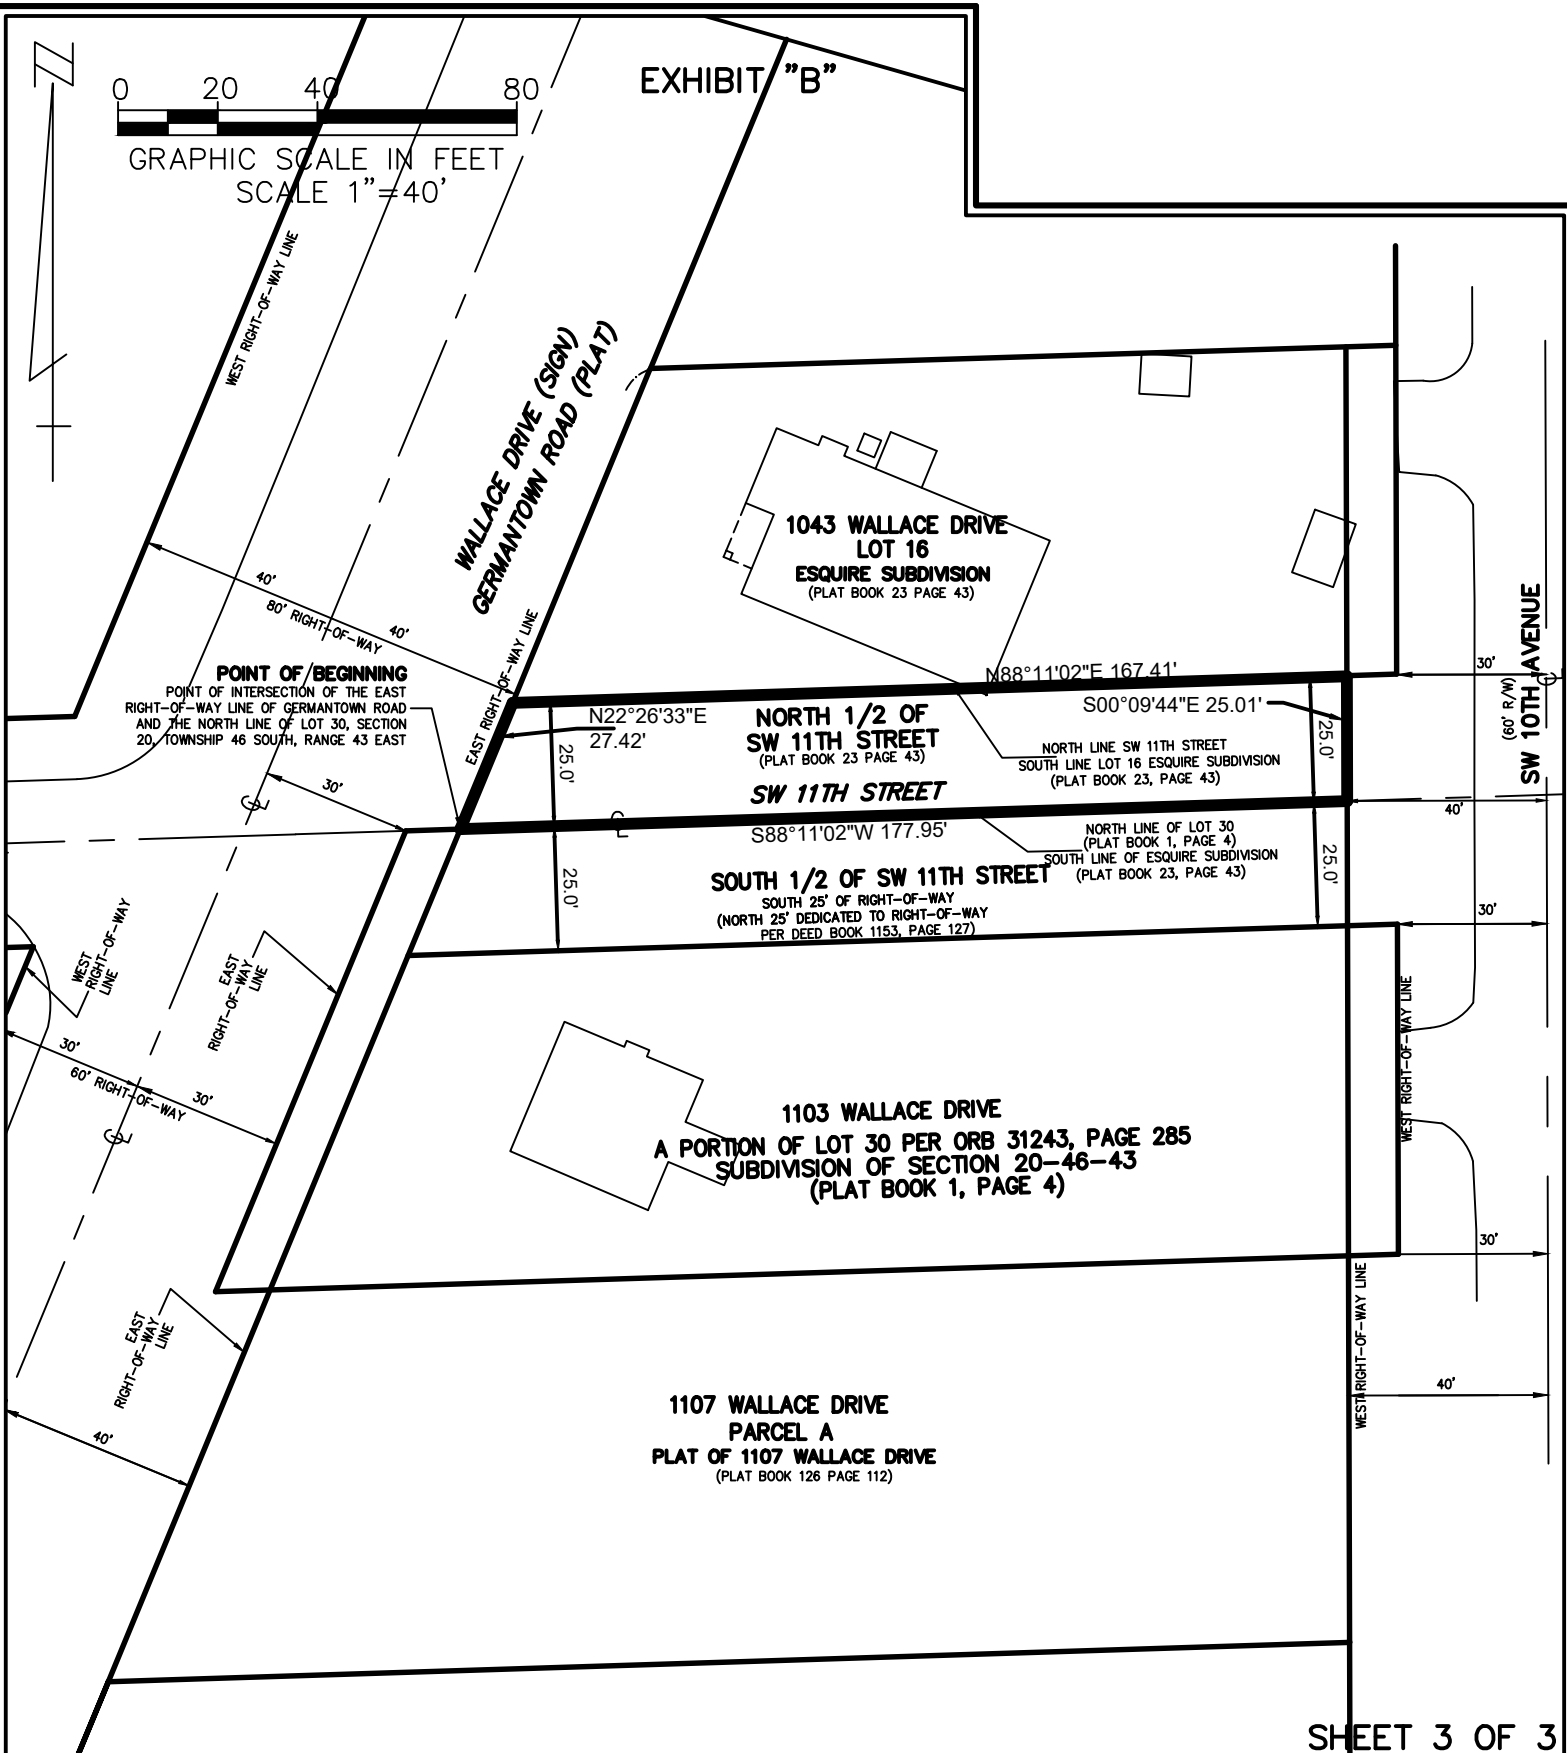 EXHIBIT "B"
0 20 40 80
GRAPHIC SCALE IN FEET
SCALE 1"=40'
WEST RIGHT-OF-WAY LINE
WALLACE DRIVE (SIGN)
GERMANTOWN ROAD (PLAT)
1043 WALLACE DRIVE
LOT 16
ESQUIRE SUBDIVISION
(PLAT BOOK 23 PAGE 43)
40'
80' RIGHT-OF-WAY
40'
EAST RIGHT-OF-WAY LINE
SW 10TH AVENUE
(60' R/W)
30'
POINT OF BEGINNING
POINT OF INTERSECTION OF THE EAST
RIGHT-OF-WAY LINE OF GERMANTOWN ROAD
AND THE NORTH LINE OF LOT 30, SECTION
20, TOWNSHIP 46 SOUTH, RANGE 43 EAST
N88°11'02"E 167.41'
S00°09'44"E 25.01'
N22°26'33"E
27.42'
25.0'
NORTH 1/2 OF
SW 11TH STREET
(PLAT BOOK 23 PAGE 43)
SW 11TH STREET
NORTH LINE SW 11TH STREET
SOUTH LINE LOT 16 ESQUIRE SUBDIVISION
(PLAT BOOK 23, PAGE 43)
25.0'
30'
40'
S88°11'02"W 177.95'
NORTH LINE OF LOT 30
(PLAT BOOK 1, PAGE 4)
SOUTH LINE OF ESQUIRE SUBDIVISION
(PLAT BOOK 23, PAGE 43)
25.0'
SOUTH 1/2 OF SW 11TH STREET
SOUTH 25' OF RIGHT-OF-WAY
(NORTH 25' DEDICATED TO RIGHT-OF-WAY
PER DEED BOOK 1153, PAGE 127)
25.0'
30'
WEST
RIGHT-OF-WAY
LINE
EAST
RIGHT-OF-WAY
LINE
30'
60' RIGHT-OF-WAY
30'
WEST RIGHT-OF-WAY LINE
1103 WALLACE DRIVE
A PORTION OF LOT 30 PER ORB 31243, PAGE 285
SUBDIVISION OF SECTION 20-46-43
(PLAT BOOK 1, PAGE 4)
30'
EAST
RIGHT-OF-WAY
LINE
WEST RIGHT-OF-WAY LINE
40'
40'
1107 WALLACE DRIVE
PARCEL A
PLAT OF 1107 WALLACE DRIVE
(PLAT BOOK 126 PAGE 112)
SHEET 3 OF 3